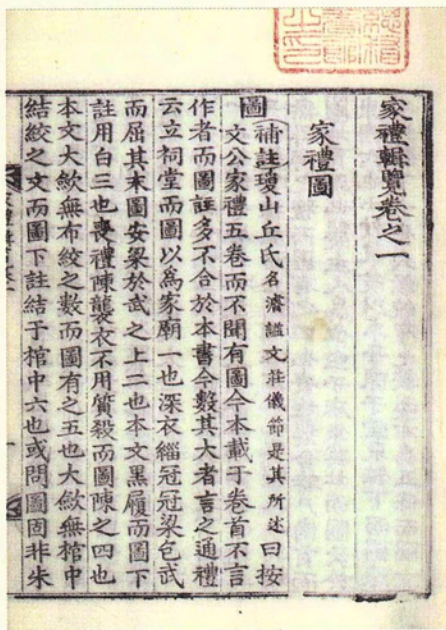 家禮輯覽卷之一
家禮圖
圖
補註瓊山丘氏名濬諡文莊儀節是其所述曰按
文公家禮五卷而不聞有圖今本載于卷首不言
作者而圖註多不合於本書今數其大者言之通禮
云立祠堂而圖以爲家廟一也深衣緇冠冠梁包武
而屈其末圖安梁於武之上二也本文黑履而圖下
註用白三也喪禮陳襲衣不用質殺而圖陳之四也
本文大斂無布絞之數而圖有之五也大斂無棺中
結絞之文而圖下註結于棺中六也或問圖固非朱